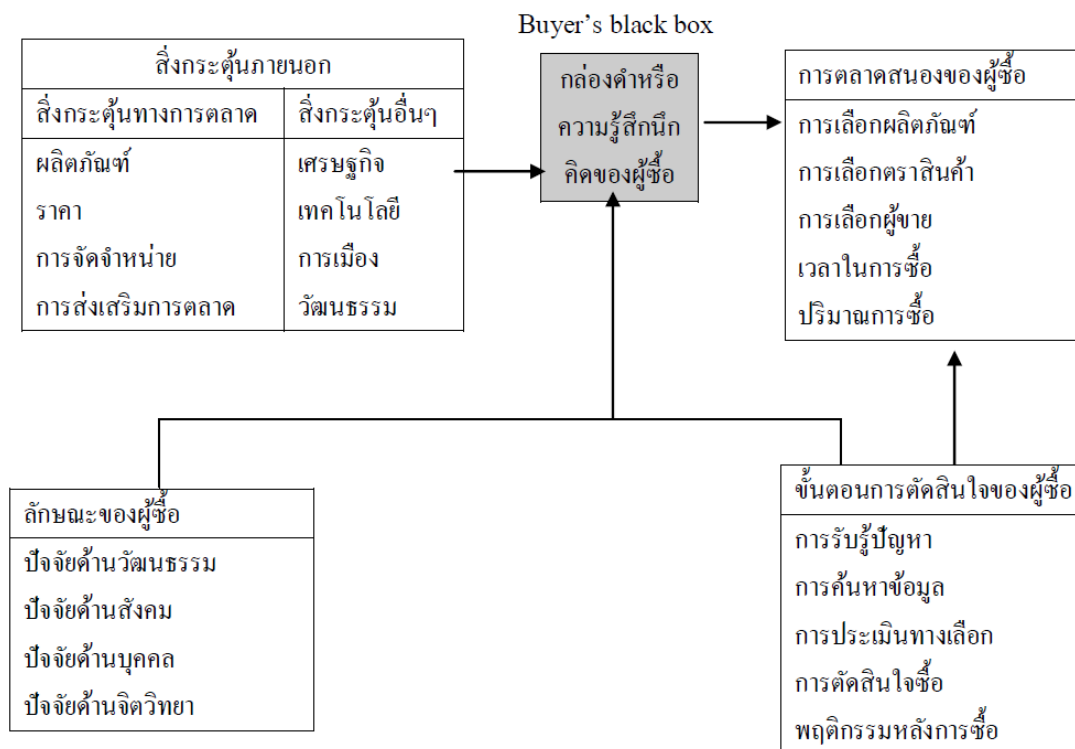 Buyer's black box
สิ่งกระตุ้นภายนอก
สิ่งกระตุ้นทางการตลาด
สิ่งกระตุ้นอื่นๆ
ผลิตภัณฑ์
เศรษฐกิจ
ราคา
เทคโนโลยี
การจัดจำหน่าย
การเมือง
การส่งเสริมการตลาด
วัฒนธรรม
กล่องดำหรือ
ความรู้สึกนึก
คิดของผู้ซื้อ
การตลาดสนองของผู้ซื้อ
การเลือกผลิตภัณฑ์
การเลือกตราสินค้า
การเลือกผู้ขาย
เวลาในการซื้อ
ปริมาณการซื้อ
ลักษณะของผู้ซื้อ
ปัจจัยด้านวัฒนธรรม
ปัจจัยด้านสังคม
ปัจจัยด้านบุคคล
ปัจจัยด้านจิตวิทยา
ขั้นตอนการตัดสินใจของผู้ซื้อ
การรับรู้ปัญหา
การค้นหาข้อมูล
การประเมินทางเลือก
การตัดสินใจซื้อ
พฤติกรรมหลังการซื้อ